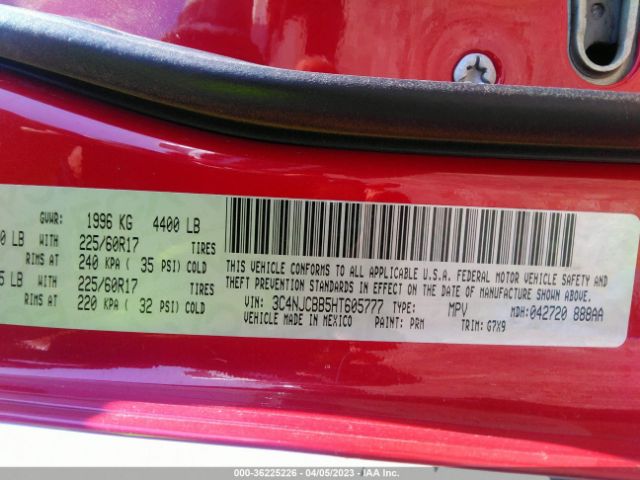 GVWR: 1996 KG 4400 LB
0 LB WITH 225/60R17 TIRES
RIMS AT 240 KPA ( 35 PSI) COLD
5 LB WITH 225/60R17 TIRES
RIMS AT 220 KPA ( 32 PSI) COLD
THIS VEHICLE CONFORMS TO ALL APPLICABLE U.S.A. FEDERAL MOTOR VEHICLE SAFETY AND
THEFT PREVENTION STANDARDS IN EFFECT ON THE DATE OF MANUFACTURE SHOWN ABOVE.
VIN: 3C4NJCBB5HT605777 TYPE: MPV MDH: 042720 888AA
VEHICLE MADE IN MEXICO PAINT: PRM TRIM: G7X9
000-36225226 - 04/05/2023 - IAA Inc.